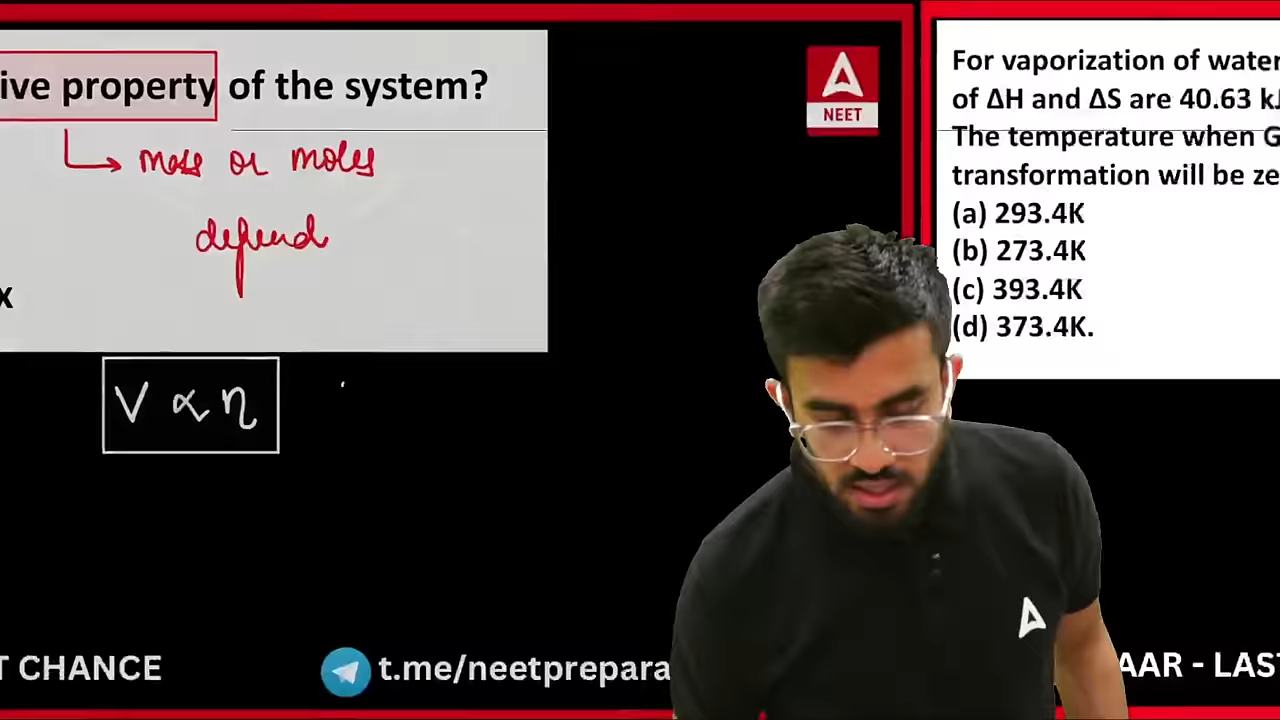 ive property of the system?
mass or moles
depend
x
V ∝ n
NEET
For vaporization of water
of ΔH and ΔS are 40.63 kJ
The temperature when G
transformation will be ze
(a) 293.4K
(b) 273.4K
(c) 393.4K
(d) 373.4K.
T CHANCE
t.me/neetprepara
AAR - LAST